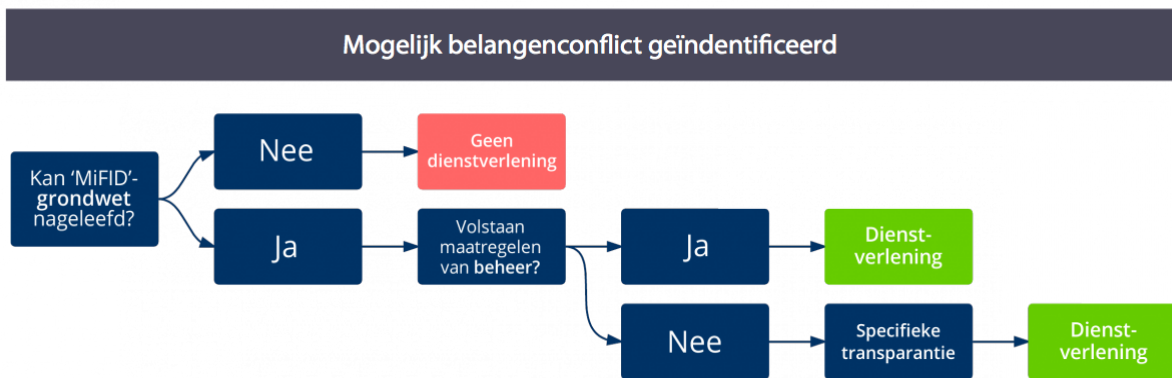 Mogelijk belangenconflict geïndentificeerd
Kan ‘MiFID’-
grondwet
nageleefd?
Nee
Geen
dienstverlening
Ja
Volstaan
maatregelen
van beheer?
Ja
Dienst-
verlening
Nee
Specifieke
transparantie
Dienst-
verlening